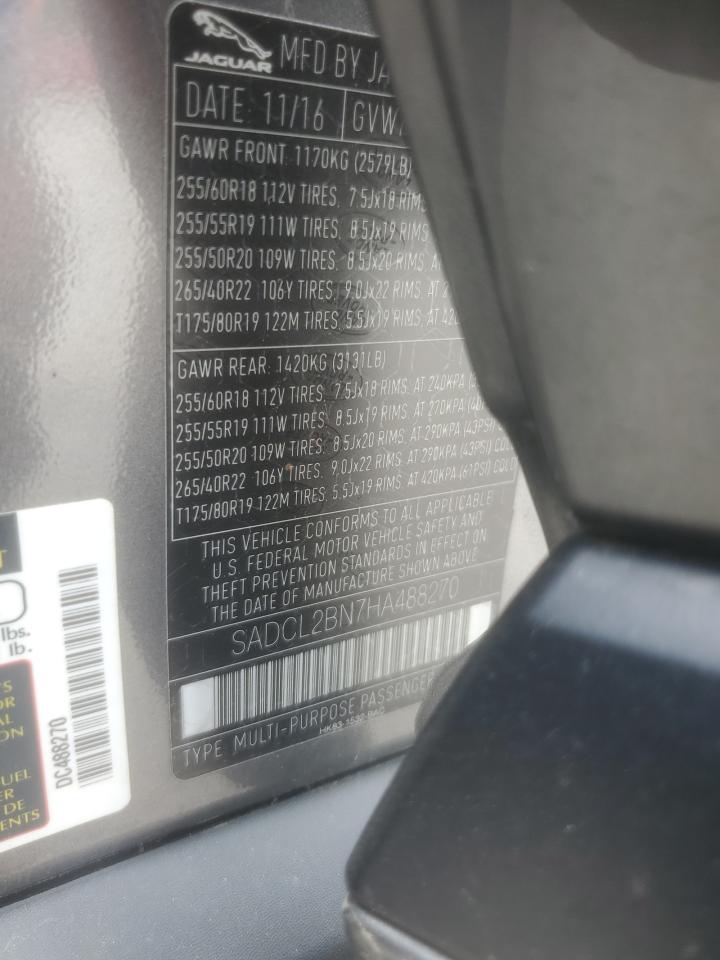 JAGUAR MFD BY
DATE: 11/16 GVW
GAWR FRONT: 1170KG (2579LB)
255/60R18 112V TIRES, 7.5Jx18 RIMS,
255/55R19 111W TIRES, 8.5Jx19 RIMS
255/50R20 109W TIRES, 8.5Jx20 RIMS,
265/40R22 106Y TIRES, 9.0Jx22 RIMS, AT
T175/80R19 122M TIRES, 5.5Jx19 RIMS, AT 420
GAWR REAR: 1420KG (3131LB)
255/60R18 112V TIRES, 7.5Jx18 RIMS, AT 240KPA
255/55R19 111W TIRES, 8.5Jx19 RIMS, AT 270KPA
255/50R20 109W TIRES, 8.5Jx20 RIMS, AT 290KPA (43PSI)
265/40R22 106Y TIRES, 9.0Jx22 RIMS, AT 290KPA (43PSI) COLD
T175/80R19 122M TIRES, 5.5Jx19 RIMS, AT 420KPA (61PSI) COLD
THIS VEHICLE CONFORMS TO ALL APPLICABLE
U.S. FEDERAL MOTOR VEHICLE SAFETY AND
THEFT PREVENTION STANDARDS IN EFFECT ON
THE DATE OF MANUFACTURE SHOWN ABOVE
SADCL2BN7HA488270
TYPE MULTI-PURPOSE PASSENGER
lbs.
lb.
DC488270
UEL
DE
ENTS